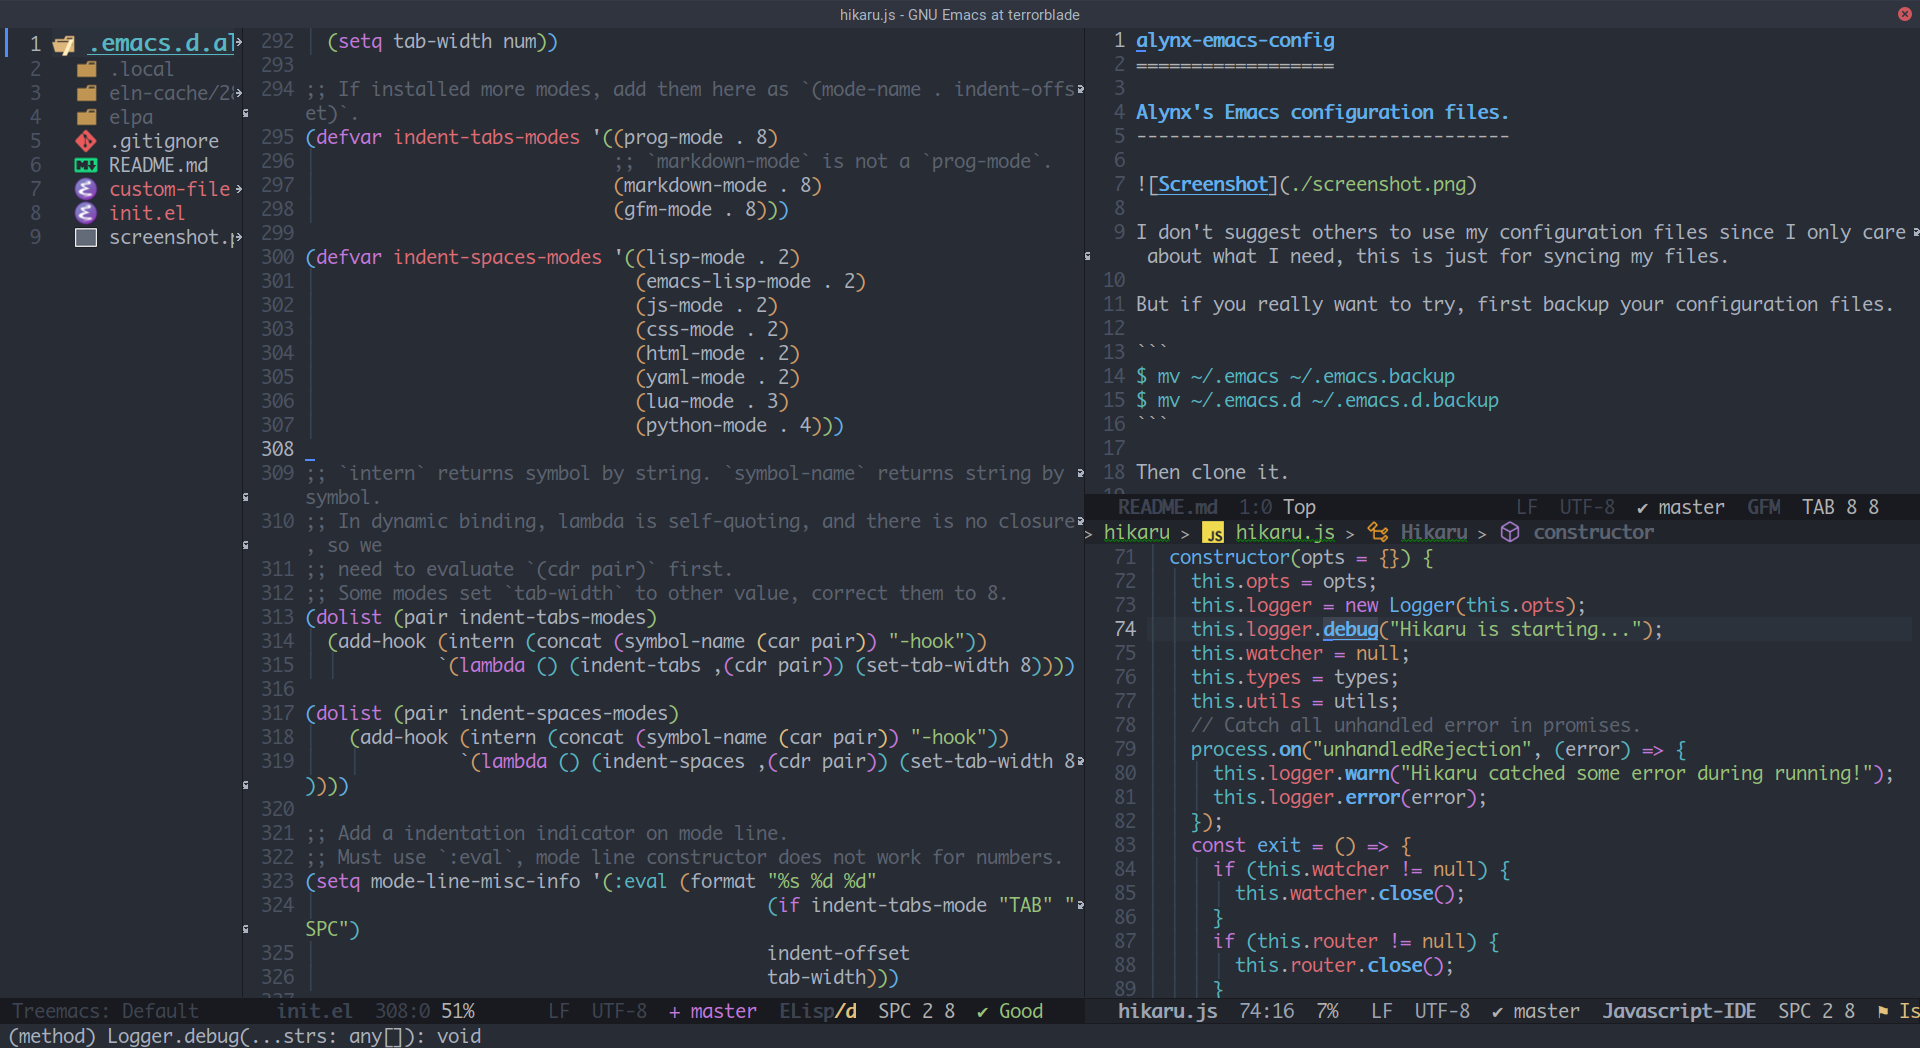 hikaru.js - GNU Emacs at terrorblade
1 .emacs.d.al
2 .local
3 eln-cache/28
4 elpa
5 .gitignore
6 README.md
7 custom-file
8 init.el
9 screenshot.p
Treemacs: Default
292 (setq tab-width num))
293
294 ;; If installed more modes, add them here as `(mode-name . indent-offs
et)`.
295 (defvar indent-tabs-modes '((prog-mode . 8)
296 ;; `markdown-mode` is not a `prog-mode`.
297 (markdown-mode . 8)
298 (gfm-mode . 8)))
299
300 (defvar indent-spaces-modes '((lisp-mode . 2)
301 (emacs-lisp-mode . 2)
302 (js-mode . 2)
303 (css-mode . 2)
304 (html-mode . 2)
305 (yaml-mode . 2)
306 (lua-mode . 3)
307 (python-mode . 4)))
308
309 ;; `intern` returns symbol by string. `symbol-name` returns string by
symbol.
310 ;; In dynamic binding, lambda is self-quoting, and there is no closure
, so we
311 ;; need to evaluate `(cdr pair)` first.
312 ;; Some modes set `tab-width` to other value, correct them to 8.
313 (dolist (pair indent-tabs-modes)
314 (add-hook (intern (concat (symbol-name (car pair)) "-hook"))
315 `(lambda () (indent-tabs ,(cdr pair)) (set-tab-width 8))))
316
317 (dolist (pair indent-spaces-modes)
318 (add-hook (intern (concat (symbol-name (car pair)) "-hook"))
319 `(lambda () (indent-spaces ,(cdr pair)) (set-tab-width 8
))))
320
321 ;; Add a indentation indicator on mode line.
322 ;; Must use `:eval`, mode line constructor does not work for numbers.
323 (setq mode-line-misc-info '(:eval (format "%s %d %d"
324 (if indent-tabs-mode "TAB" "
SPC")
325 indent-offset
326 tab-width)))
init.el 308:0 51% LF UTF-8 + master ELisp/d SPC 2 8 ✔ Good
1 alynx-emacs-config
2 ==================
3
4 Alynx's Emacs configuration files.
5 ----------------------------------
6
7 ![Screenshot](./screenshot.png)
8
9 I don't suggest others to use my configuration files since I only care
about what I need, this is just for syncing my files.
10
11 But if you really want to try, first backup your configuration files.
12
13 ```
14 $ mv ~/.emacs ~/.emacs.backup
15 $ mv ~/.emacs.d ~/.emacs.d.backup
16 ```
17
18 Then clone it.
README.md 1:0 Top LF UTF-8 ✔ master GFM TAB 8 8
> hikaru > JS hikaru.js > Hikaru > constructor
71 constructor(opts = {}) {
72 this.opts = opts;
73 this.logger = new Logger(this.opts);
74 this.logger.debug("Hikaru is starting...");
75 this.watcher = null;
76 this.types = types;
77 this.utils = utils;
78 // Catch all unhandled error in promises.
79 process.on("unhandledRejection", (error) => {
80 this.logger.warn("Hikaru catched some error during running!");
81 this.logger.error(error);
82 });
83 const exit = () => {
84 if (this.watcher != null) {
85 this.watcher.close();
86 }
87 if (this.router != null) {
88 this.router.close();
89 }
hikaru.js 74:16 7% LF UTF-8 ✔ master Javascript-IDE SPC 2 8 ⚑ Is
(method) Logger.debug(...strs: any[]): void